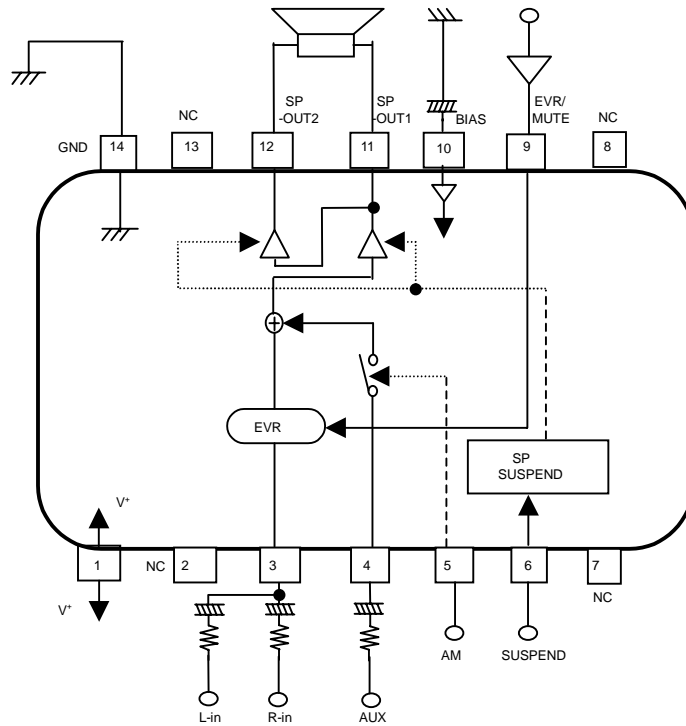 NC
SP
-OUT2
SP
-OUT1
BIAS
EVR/
MUTE
NC
GND
14
13
12
11
10
9
8
+
EVR
SP
SUSPEND
V+
1
NC
2
3
4
5
6
7
NC
V+
AM
SUSPEND
L-in
R-in
AUX